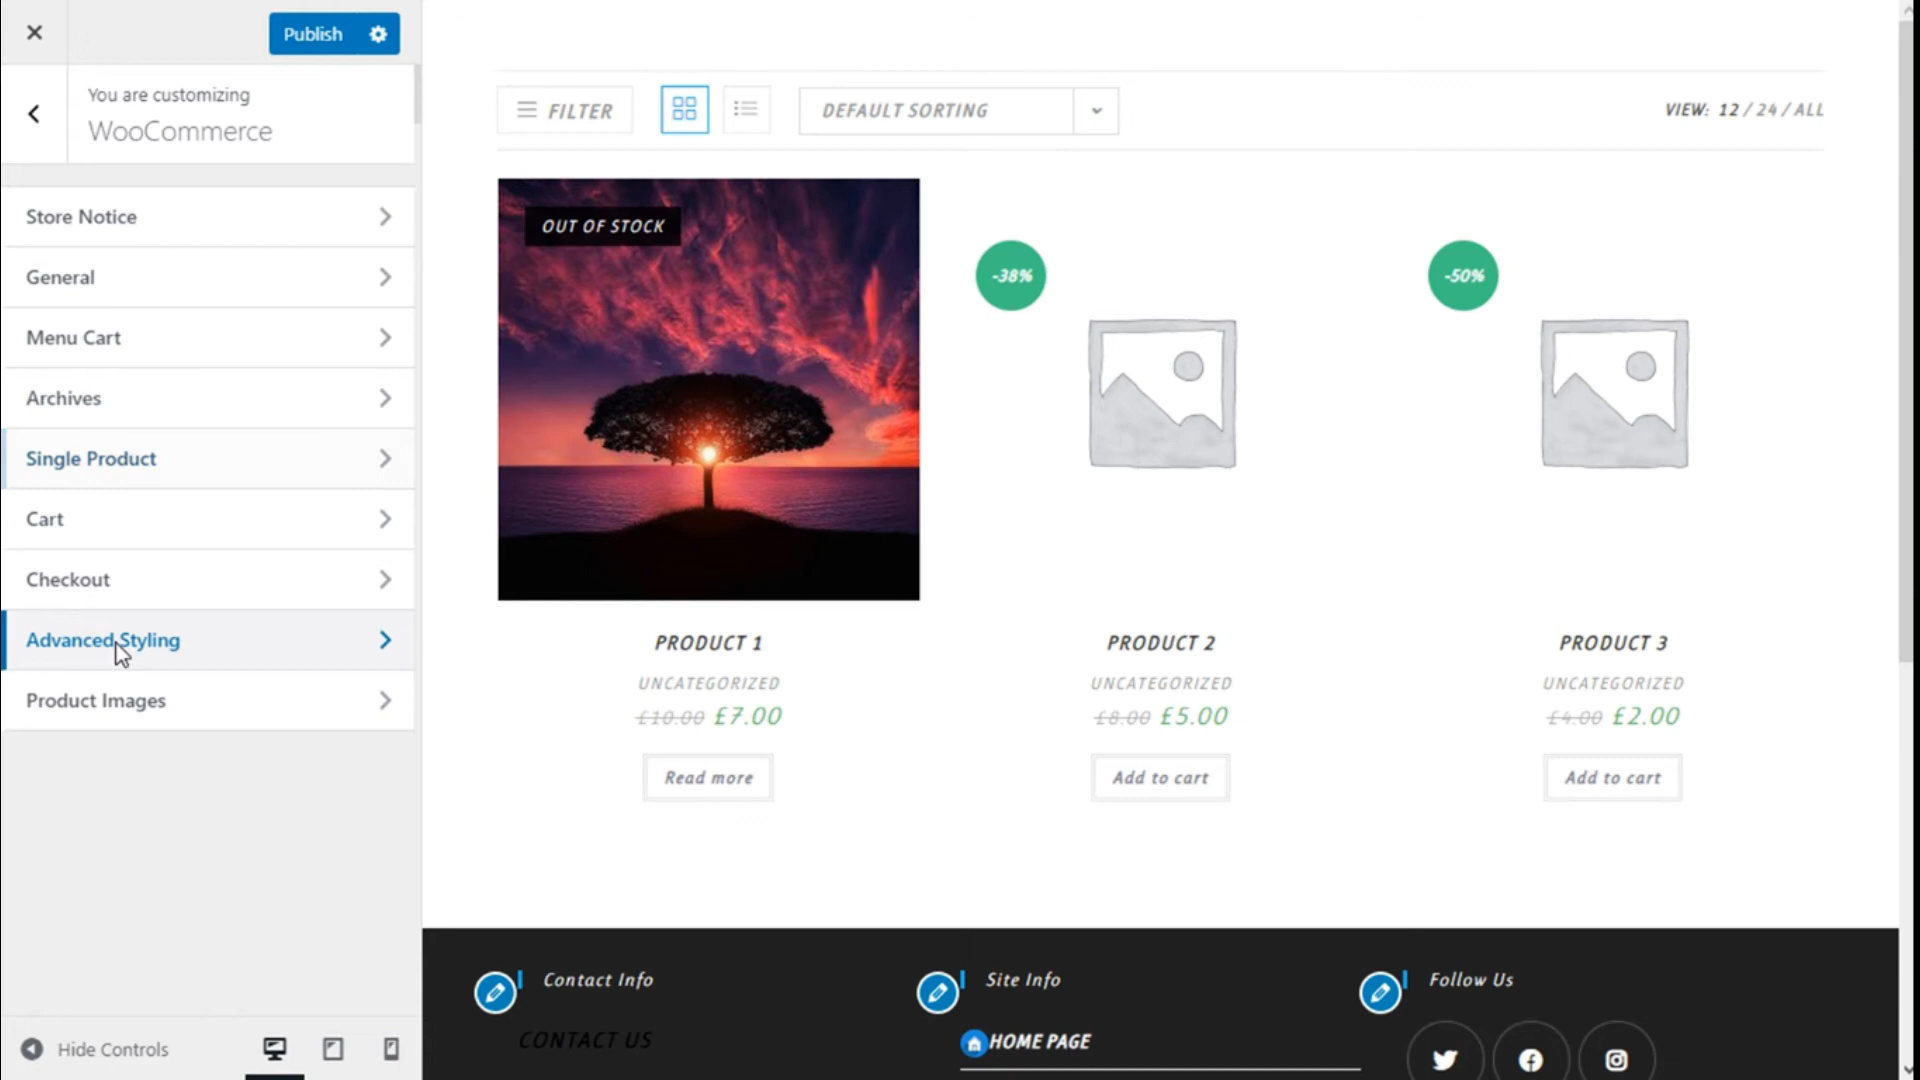 Publish
You are customizing
WooCommerce
Store Notice
General
Menu Cart
Archives
Single Product
Cart
Checkout
Advanced Styling
Product Images
Hide Controls
FILTER
DEFAULT SORTING
VIEW: 12 / 24 / ALL
OUT OF STOCK
-38%
-50%
PRODUCT 1
UNCATEGORIZED
£10.00 £7.00
Read more
PRODUCT 2
UNCATEGORIZED
£8.00 £5.00
Add to cart
PRODUCT 3
UNCATEGORIZED
£4.00 £2.00
Add to cart
Contact Info
CONTACT US
Site Info
HOME PAGE
Follow Us